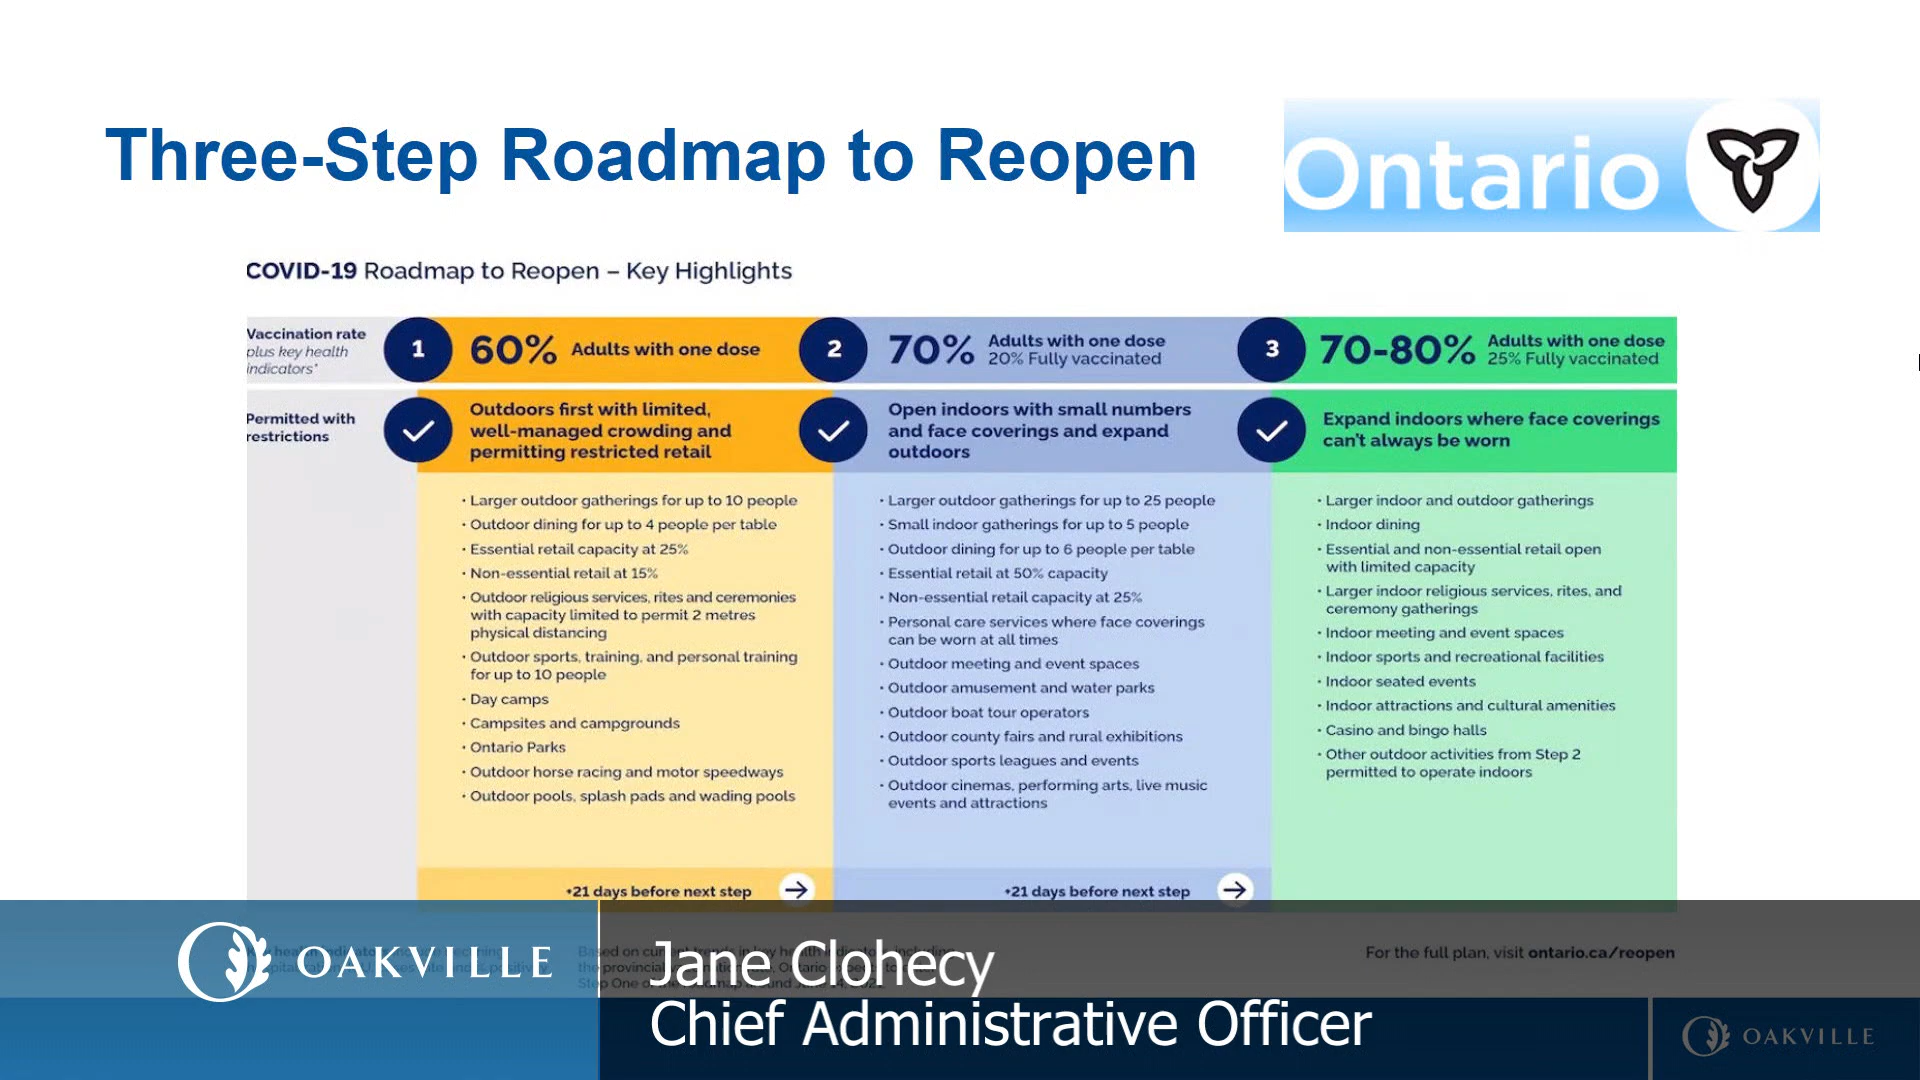 Three-Step Roadmap to Reopen
Ontario
COVID-19 Roadmap to Reopen – Key Highlights
Vaccination rate
plus key health
indicators*
1
60% Adults with one dose
2
70% Adults with one dose
20% Fully vaccinated
3
70-80% Adults with one dose
25% Fully vaccinated
Permitted with
restrictions
Outdoors first with limited,
well-managed crowding and
permitting restricted retail
Open indoors with small numbers
and face coverings and expand
outdoors
Expand indoors where face coverings
can't always be worn
• Larger outdoor gatherings for up to 10 people
• Outdoor dining for up to 4 people per table
• Essential retail capacity at 25%
• Non-essential retail at 15%
• Outdoor religious services, rites and ceremonies
with capacity limited to permit 2 metres
physical distancing
• Outdoor sports, training, and personal training
for up to 10 people
• Day camps
• Campsites and campgrounds
• Ontario Parks
• Outdoor horse racing and motor speedways
• Outdoor pools, splash pads and wading pools
+21 days before next step
• Larger outdoor gatherings for up to 25 people
• Small indoor gatherings for up to 5 people
• Outdoor dining for up to 6 people per table
• Essential retail at 50% capacity
• Non-essential retail capacity at 25%
• Personal care services where face coverings
can be worn at all times
• Outdoor meeting and event spaces
• Outdoor amusement and water parks
• Outdoor boat tour operators
• Outdoor county fairs and rural exhibitions
• Outdoor sports leagues and events
• Outdoor cinemas, performing arts, live music
events and attractions
+21 days before next step
• Larger indoor and outdoor gatherings
• Indoor dining
• Essential and non-essential retail open
with limited capacity
• Larger indoor religious services, rites, and
ceremony gatherings
• Indoor meeting and event spaces
• Indoor sports and recreational facilities
• Indoor seated events
• Indoor attractions and cultural amenities
• Casino and bingo halls
• Other outdoor activities from Step 2
permitted to operate indoors
For the full plan, visit ontario.ca/reopen
OAKVILLE
Jane Clohecy
Chief Administrative Officer
OAKVILLE